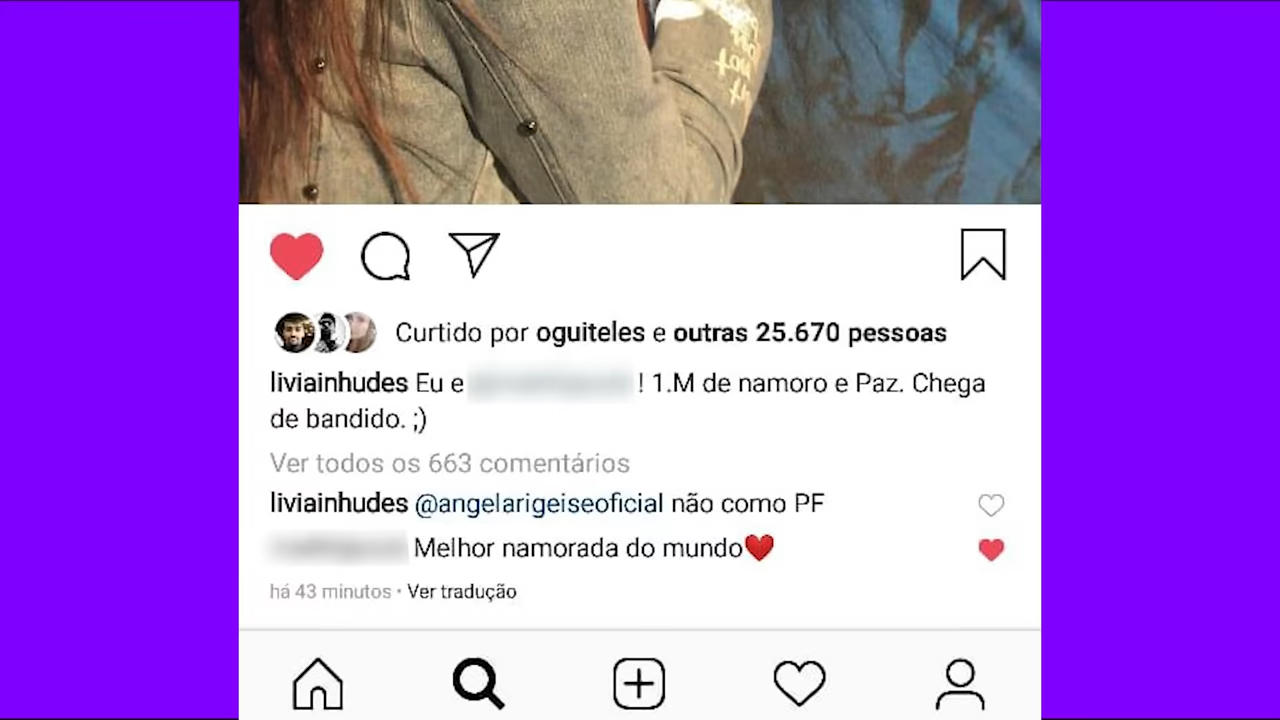 Curtido por oguiteles e outras 25.670 pessoas
liviainhudes Eu e ! 1.M de namoro e Paz. Chega
de bandido. ;)
Ver todos os 663 comentários
liviainhudes @angelarigeiseoficial não como PF
Melhor namorada do mundo❤️
há 43 minutos • Ver tradução